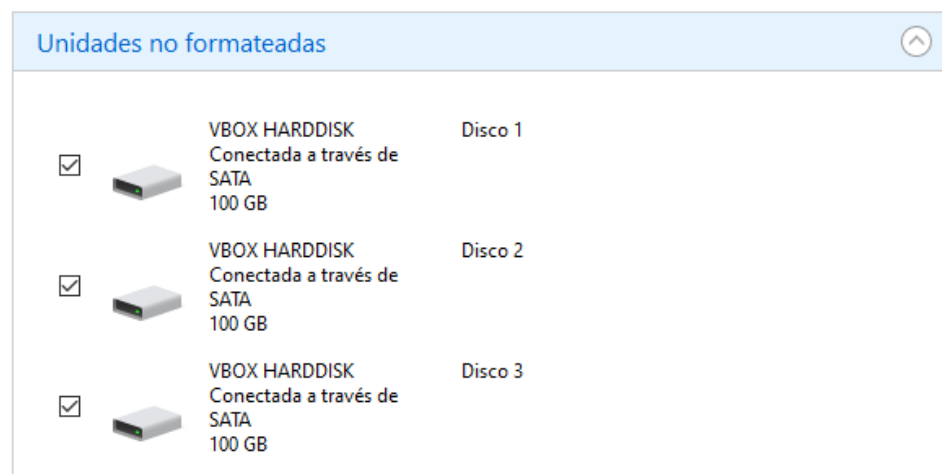 Unidades no formateadas
VBOX HARDDISK
Conectada a través de
SATA
100 GB
Disco 1
VBOX HARDDISK
Conectada a través de
SATA
100 GB
Disco 2
VBOX HARDDISK
Conectada a través de
SATA
100 GB
Disco 3